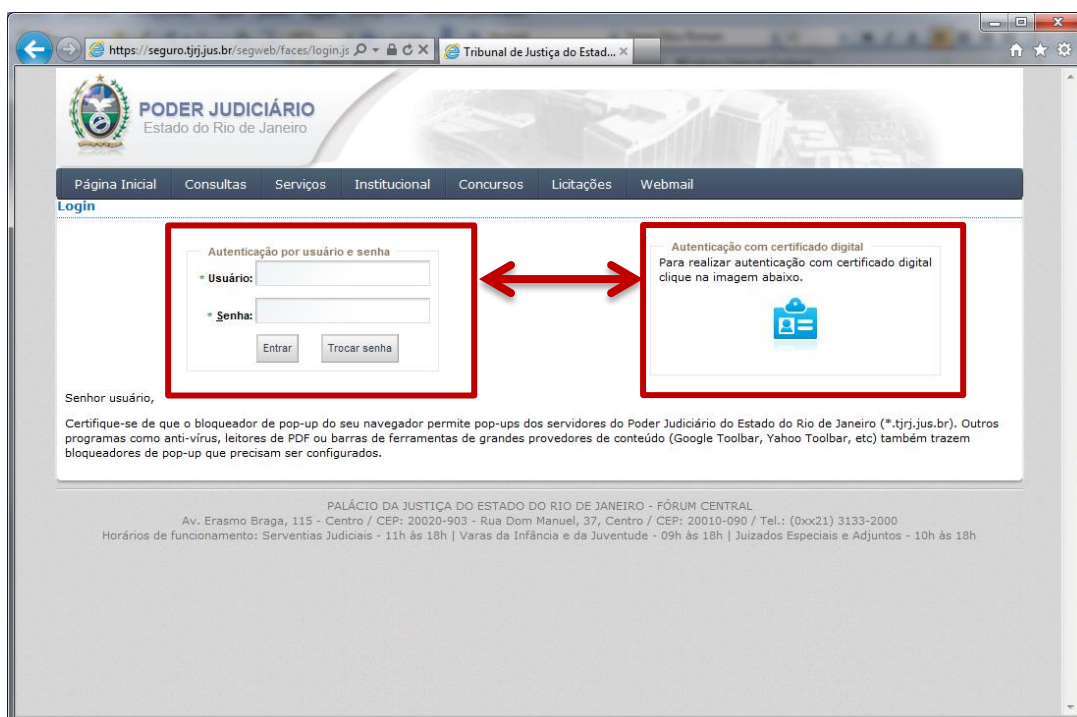 https://seguro.tjrj.jus.br/segweb/faces/login.js
Tribunal de Justiça do Estad...
PODER JUDICIÁRIO
Estado do Rio de Janeiro
Página Inicial Consultas Serviços Institucional Concursos Licitações Webmail
Login
Autenticação por usuário e senha
* Usuário:
* Senha:
Entrar Trocar senha
Autenticação com certificado digital
Para realizar autenticação com certificado digital
clique na imagem abaixo.
Senhor usuário,
Certifique-se de que o bloqueador de pop-up do seu navegador permite pop-ups dos servidores do Poder Judiciário do Estado do Rio de Janeiro (*.tjrj.jus.br). Outros
programas como anti-vírus, leitores de PDF ou barras de ferramentas de grandes provedores de conteúdo (Google Toolbar, Yahoo Toolbar, etc) também trazem
bloqueadores de pop-up que precisam ser configurados.
PALÁCIO DA JUSTIÇA DO ESTADO DO RIO DE JANEIRO - FÓRUM CENTRAL
Av. Erasmo Braga, 115 - Centro / CEP: 20020-903 - Rua Dom Manuel, 37, Centro / CEP: 20010-090 / Tel.: (0xx21) 3133-2000
Horários de funcionamento: Serventias Judiciais - 11h às 18h | Varas da Infância e da Juventude - 09h às 18h | Juizados Especiais e Adjuntos - 10h às 18h